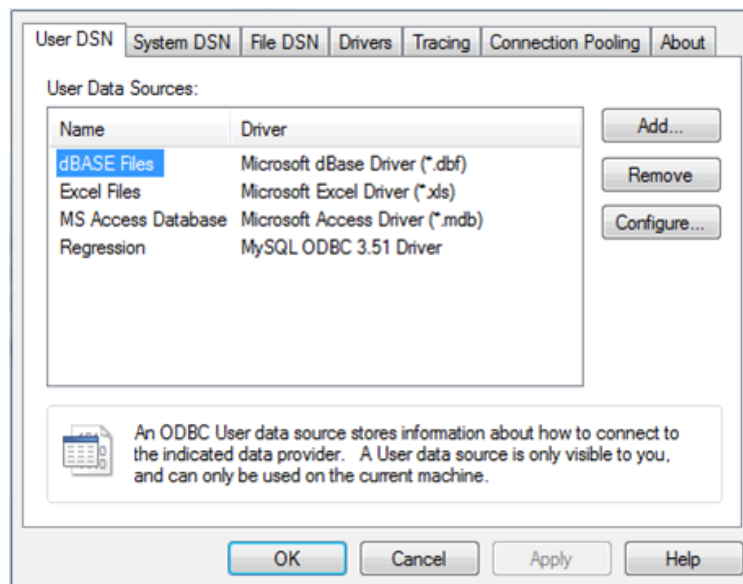 User DSN System DSN File DSN Drivers Tracing Connection Pooling About
User Data Sources:
Name Driver Add...
dBASE Files Microsoft dBase Driver (*.dbf)
Excel Files Microsoft Excel Driver (*.xls) Remove
MS Access Database Microsoft Access Driver (*.mdb) Configure...
Regression MySQL ODBC 3.51 Driver
An ODBC User data source stores information about how to connect to
the indicated data provider. A User data source is only visible to you,
and can only be used on the current machine.
OK Cancel Apply Help